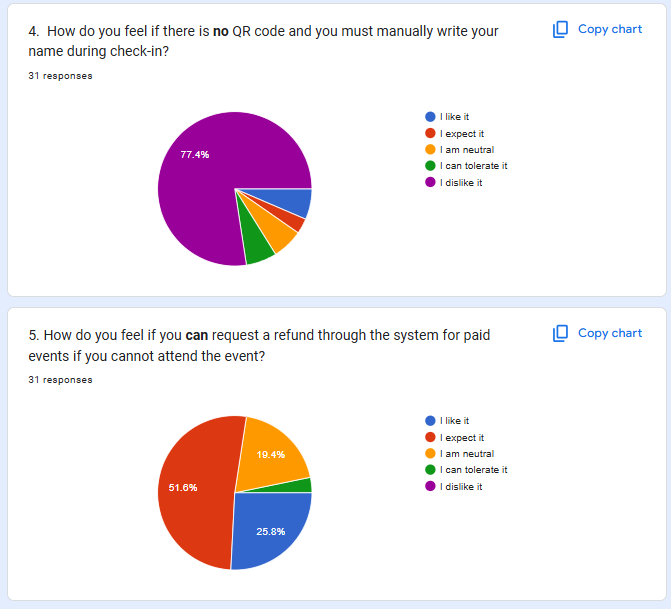 4. How do you feel if there is no QR code and you must manually write your
name during check-in?
Copy chart
31 responses
77.4%
I like it
I expect it
I am neutral
I can tolerate it
I dislike it
5. How do you feel if you can request a refund through the system for paid
events if you cannot attend the event?
Copy chart
31 responses
19.4%
51.6%
25.8%
I like it
I expect it
I am neutral
I can tolerate it
I dislike it